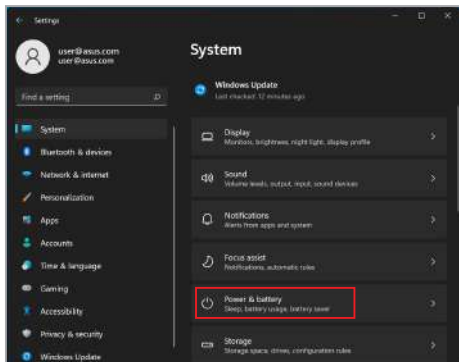 Settings
user@asus.com
user@asus.com
Find a setting
System
Bluetooth & devices
Network & internet
Personalization
Apps
Accounts
Time & language
Gaming
Accessibility
Privacy & security
Windows Update
System
Windows Update
Last checked: 12 minutes ago
Display
Monitors, brightness, night light, display profile
Sound
Volume levels, output, input, sound devices
Notifications
Alerts from apps and system
Focus assist
Notifications, automatic rules
Power & battery
Sleep, battery usage, battery saver
Storage
Storage space, drives, configuration rules